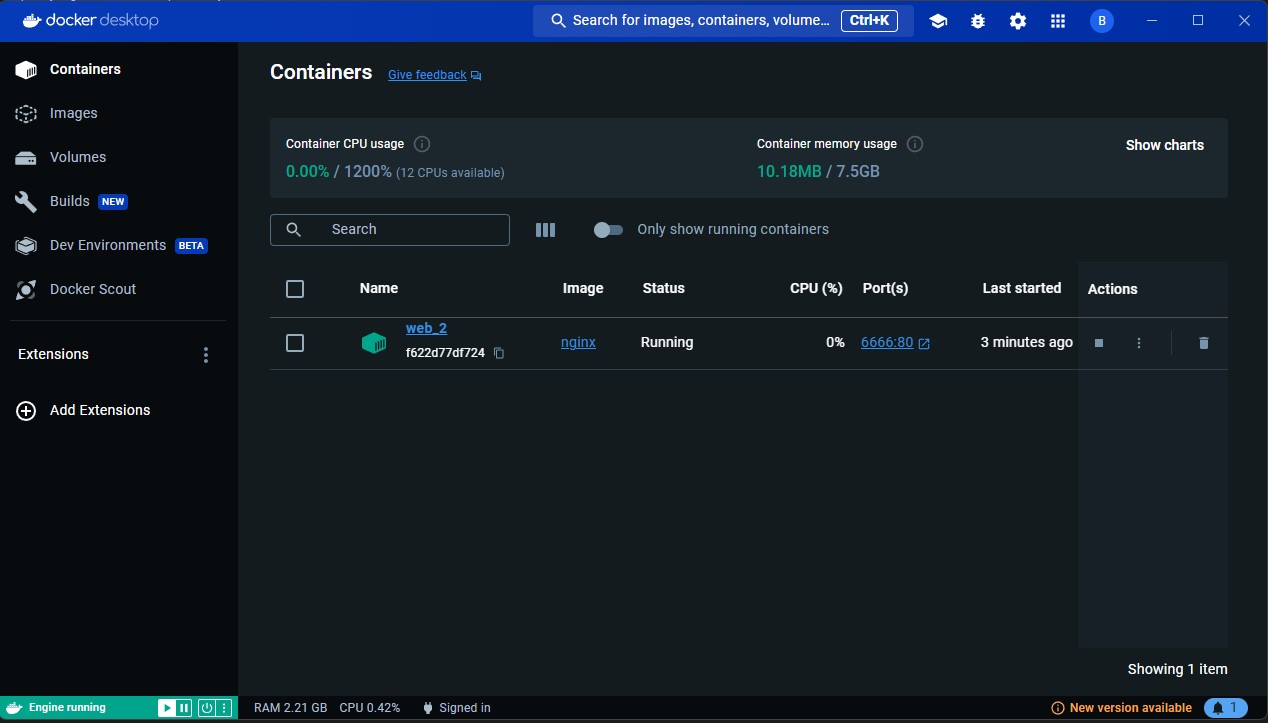 docker desktop
Search for images, containers, volume... Ctrl+K
B
Containers
Images
Volumes
Builds NEW
Dev Environments BETA
Docker Scout
Extensions
Add Extensions
Containers Give feedback
Container CPU usage
0.00% / 1200% (12 CPUs available)
Container memory usage
10.18MB / 7.5GB
Show charts
Search
Only show running containers
Name Image Status CPU (%) Port(s) Last started Actions
web_2
f622d77df724
nginx Running 0% 6666:80 3 minutes ago
Showing 1 item
Engine running
RAM 2.21 GB CPU 0.42% Signed in
New version available 1